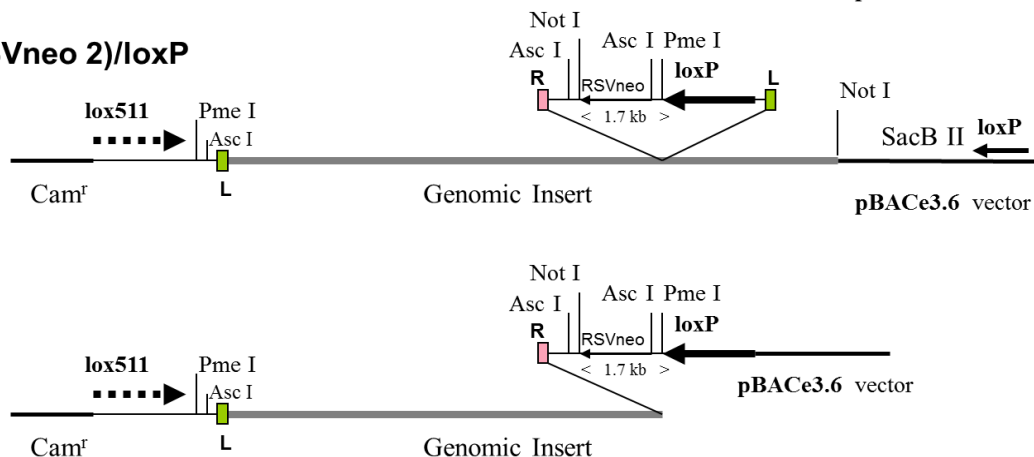 Vneo 2)/loxP
Not I
Asc I Asc I Pme I
R RSVneo loxP L
< 1.7 kb >
lox511 Pme I Not I
Asc I SacB II loxP
L
Camr Genomic Insert pBACe3.6 vector
Not I
Asc I Asc I Pme I
R RSVneo loxP
< 1.7 kb >
lox511 Pme I pBACe3.6 vector
Asc I
L
Camr Genomic Insert